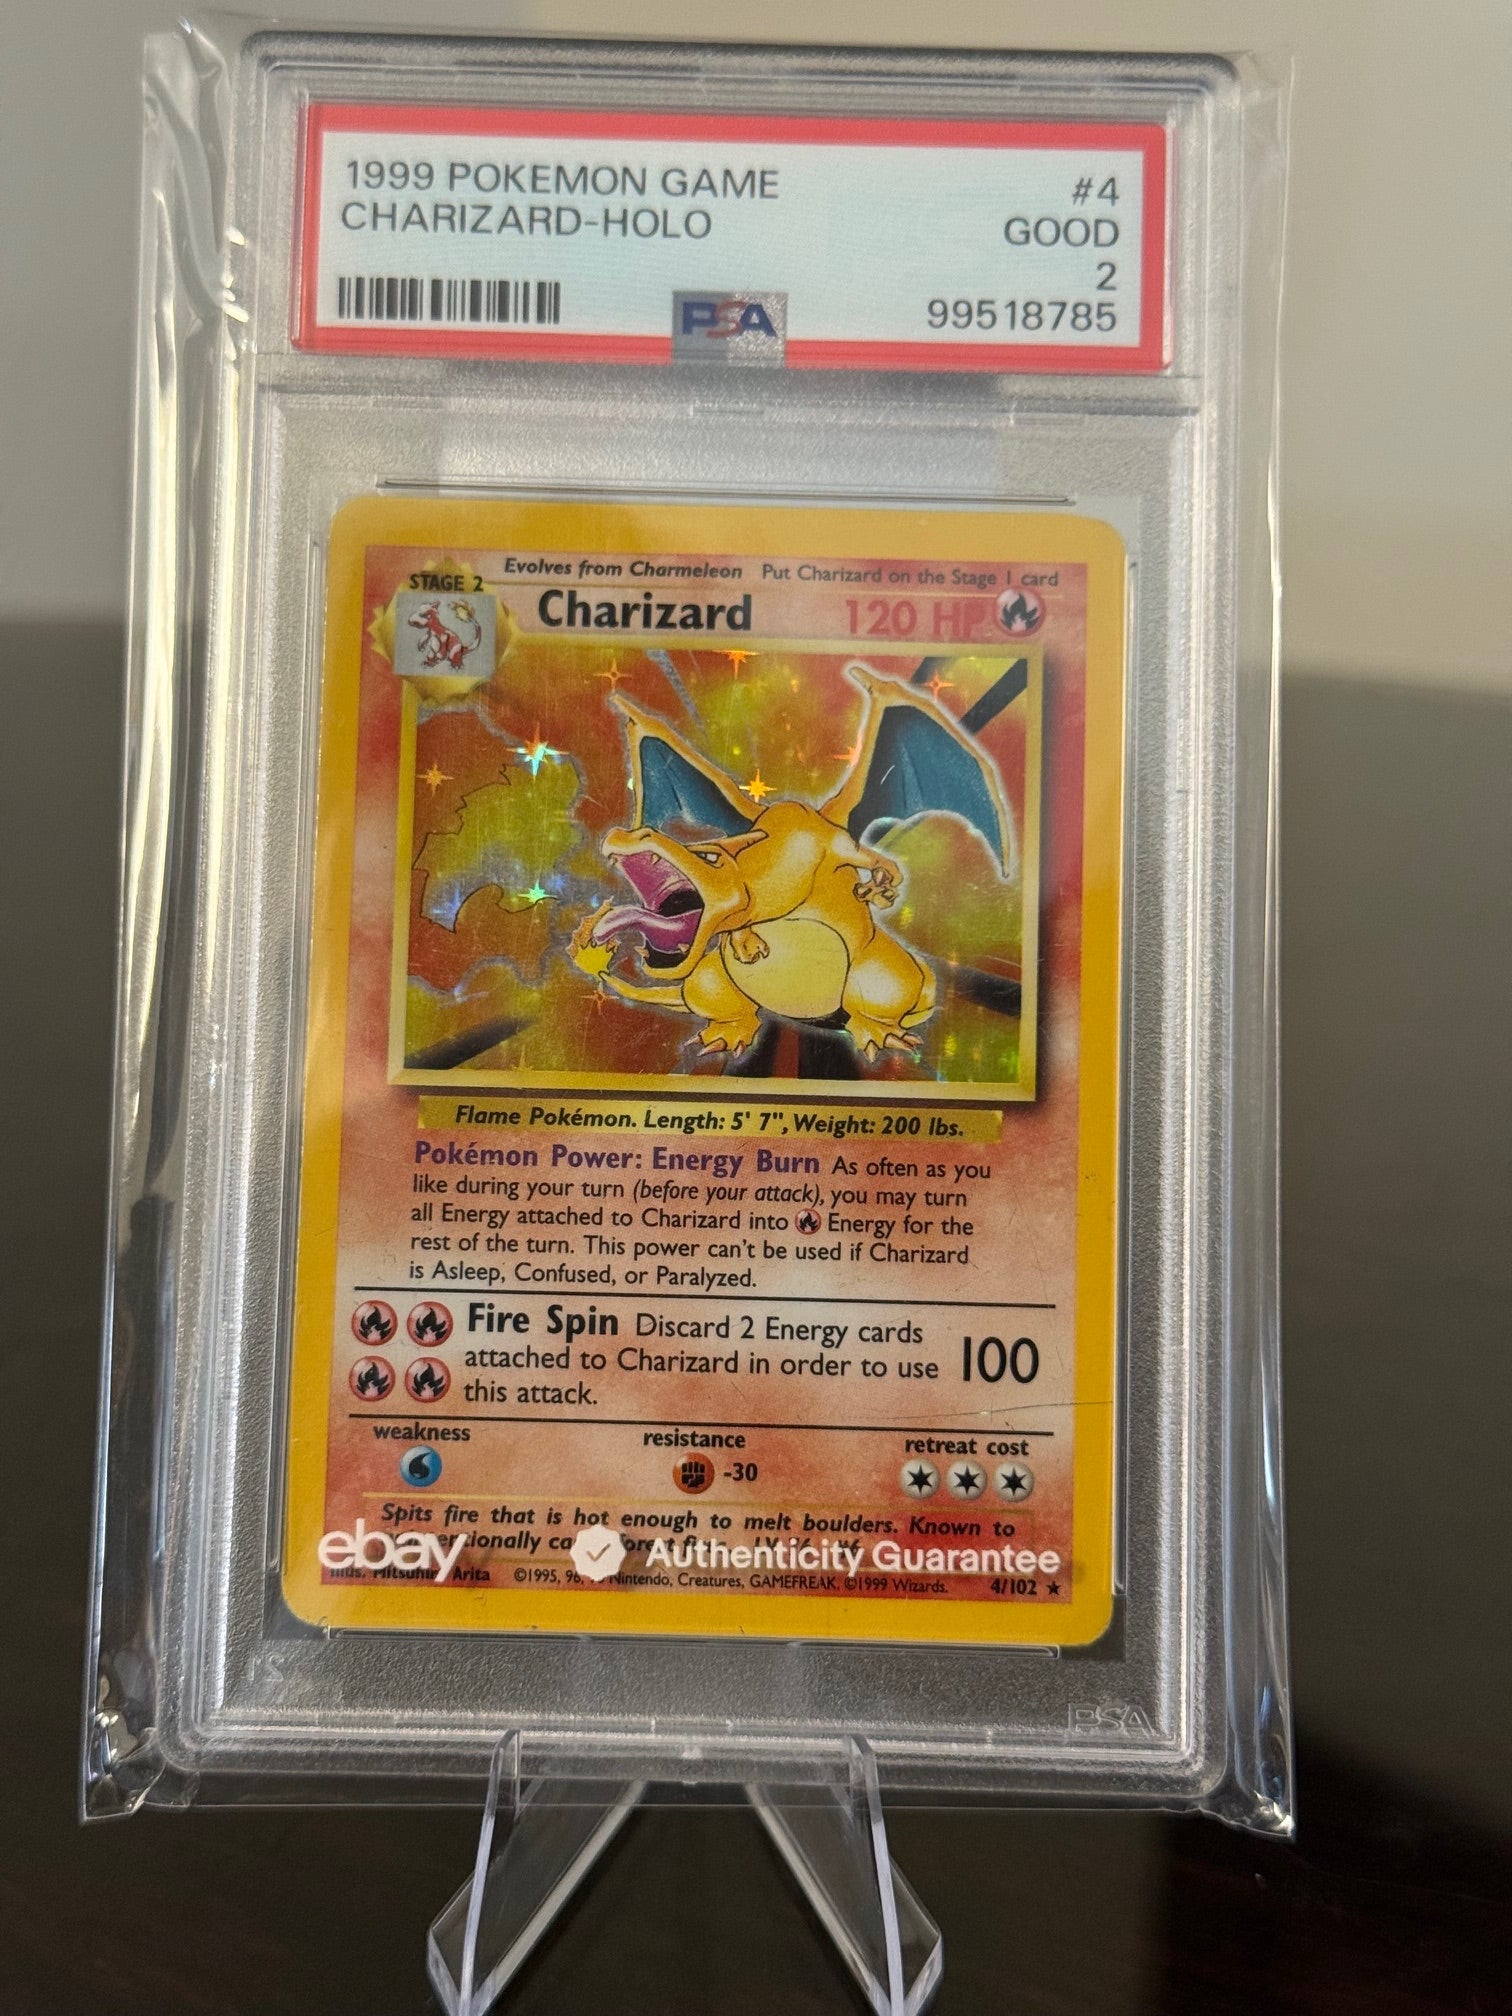 1999 POKEMON GAME #4
CHARIZARD-HOLO GOOD
2
PSA 99518785
Evolves from Charmeleon Put Charizard on the Stage 1 card
STAGE 2
Charizard 120 HP
Flame Pokémon. Length: 5' 7", Weight: 200 lbs.
Pokémon Power: Energy Burn As often as you
like during your turn (before your attack), you may turn
all Energy attached to Charizard into Energy for the
rest of the turn. This power can't be used if Charizard
is Asleep, Confused, or Paralyzed.
Fire Spin Discard 2 Energy cards
attached to Charizard in order to use 100
this attack.
weakness resistance retreat cost
-30
Spits fire that is hot enough to melt boulders. Known to
ebay Authenticity Guarantee
Illus. Mitsuhiro Arita ©1995, 96, Nintendo, Creatures, GAMEFREAK. ©1999 Wizards. 4/102 ★
PSA